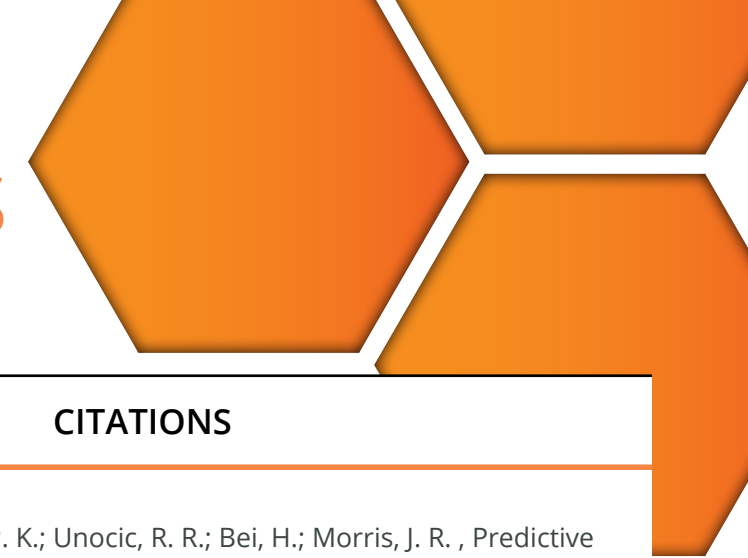 CITATIONS
K.; Unocic, R. R.; Bei, H.; Morris, J. R. , Predictive